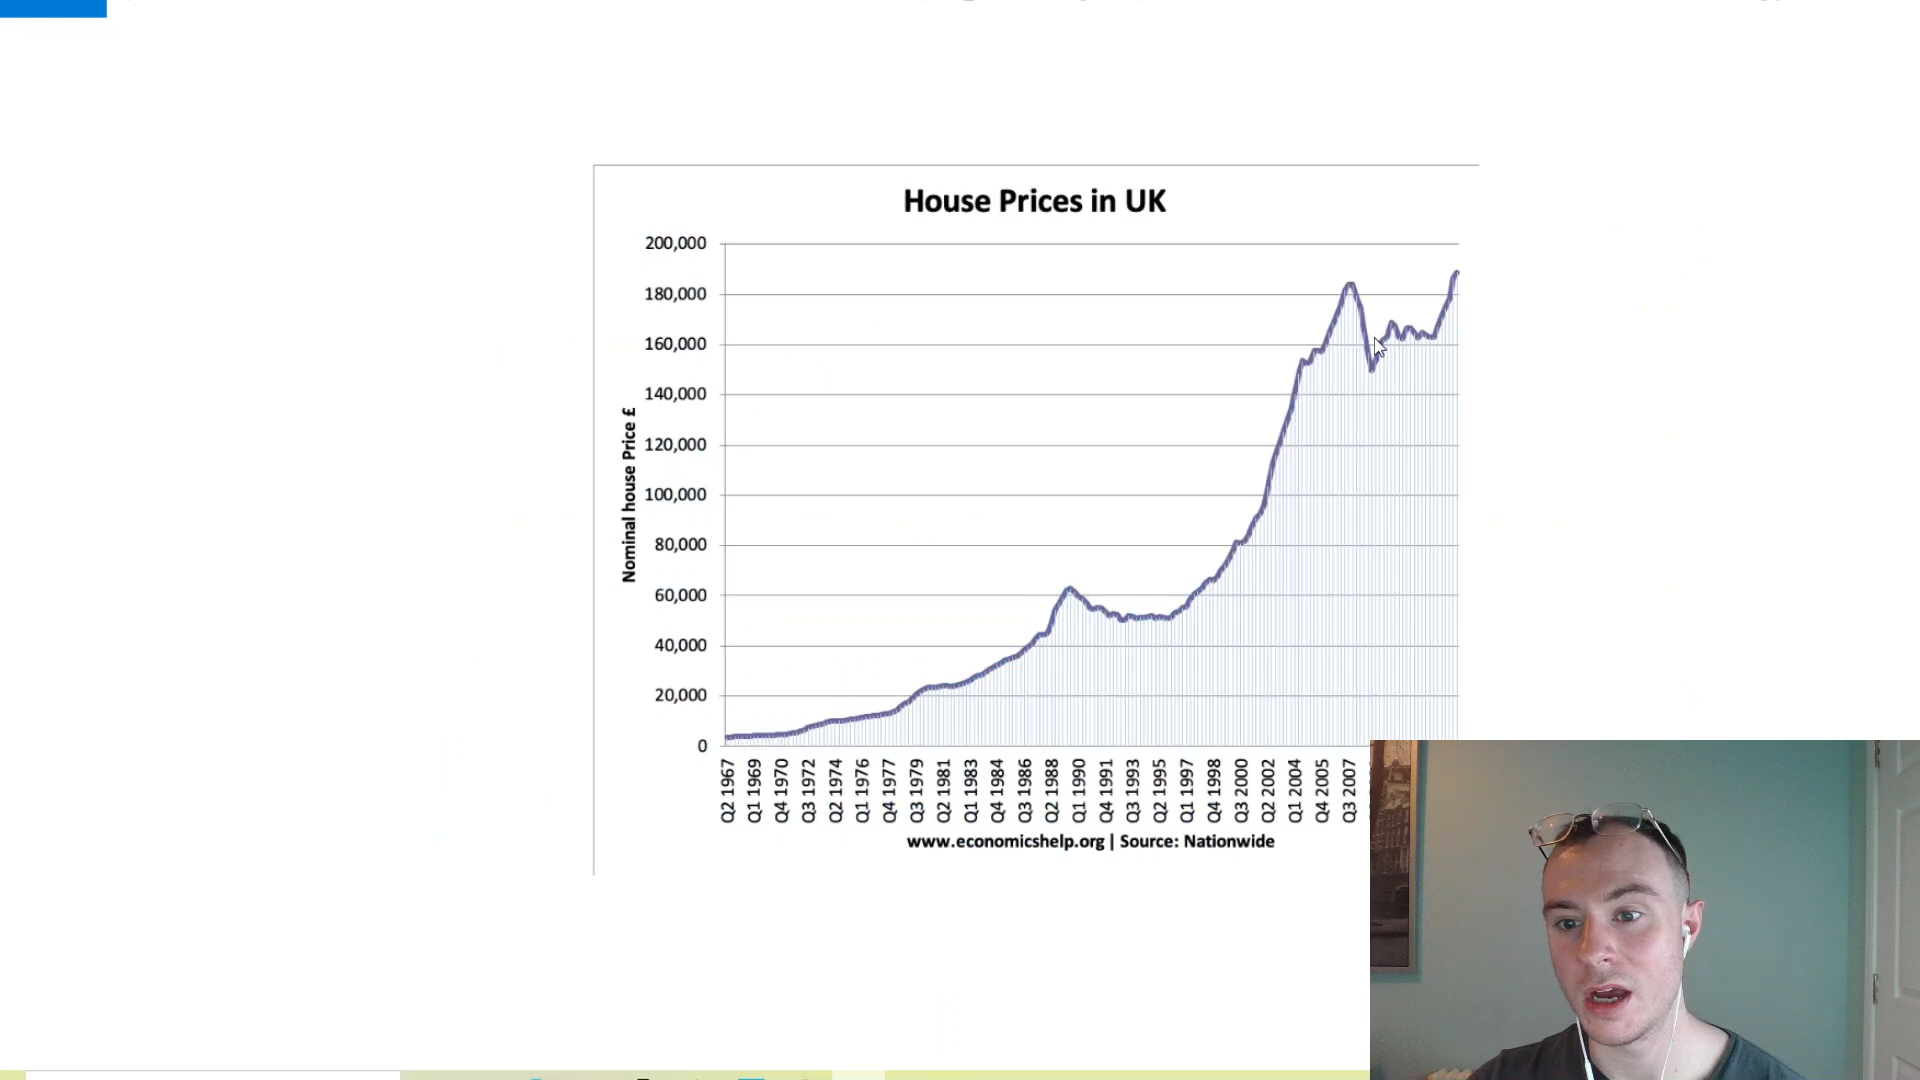 House Prices in UK
200,000
180,000
160,000
140,000
120,000
100,000
80,000
60,000
40,000
20,000
0
Nominal house Price £
Q2 1967
Q1 1969
Q4 1970
Q3 1972
Q2 1974
Q1 1976
Q4 1977
Q3 1979
Q2 1981
Q1 1983
Q4 1984
Q3 1986
Q2 1988
Q1 1990
Q4 1991
Q3 1993
Q2 1995
Q1 1997
Q4 1998
Q3 2000
Q2 2002
Q1 2004
Q4 2005
Q3 2007
www.economicshelp.org | Source: Nationwide